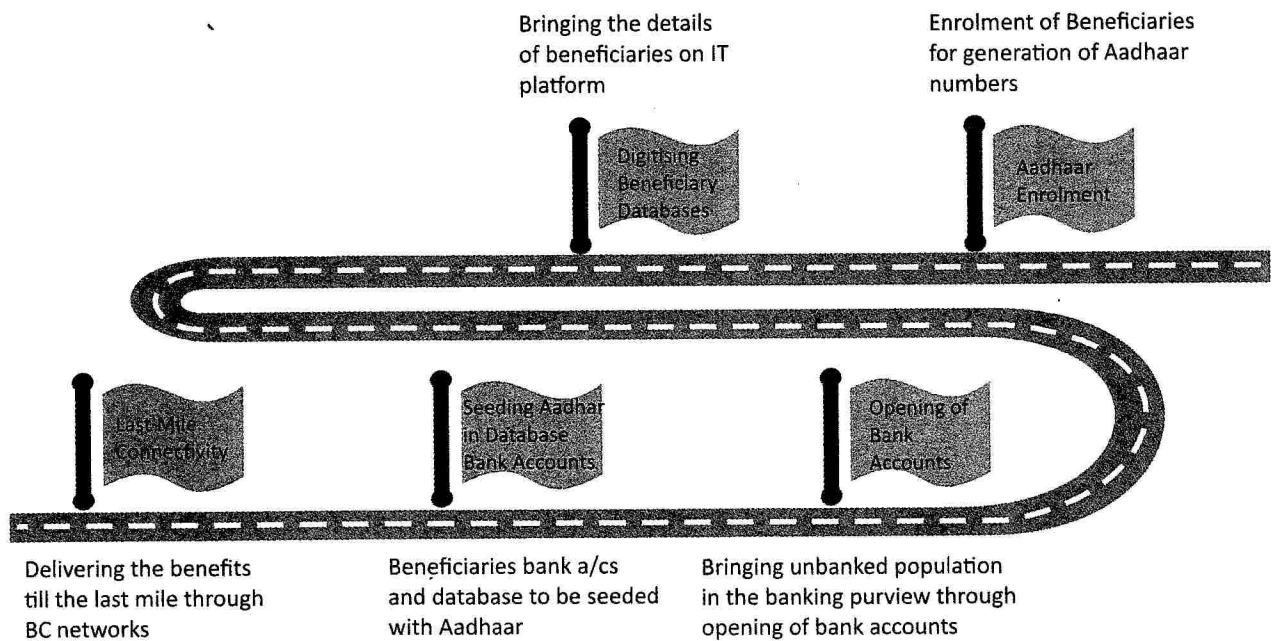 Bringing the details
of beneficiaries on IT
platform
Enrolment of Beneficiaries
for generation of Aadhaar
numbers
Digitising
Beneficiary
Databases
Aadhaar
Enrolment
Last Mile
Connectivity
Seeding Aadhar
in Database
Bank Accounts
Opening of
Bank
Accounts
Delivering the benefits
till the last mile through
BC networks
Beneficiaries bank a/cs
and database to be seeded
with Aadhaar
Bringing unbanked population
in the banking purview through
opening of bank accounts